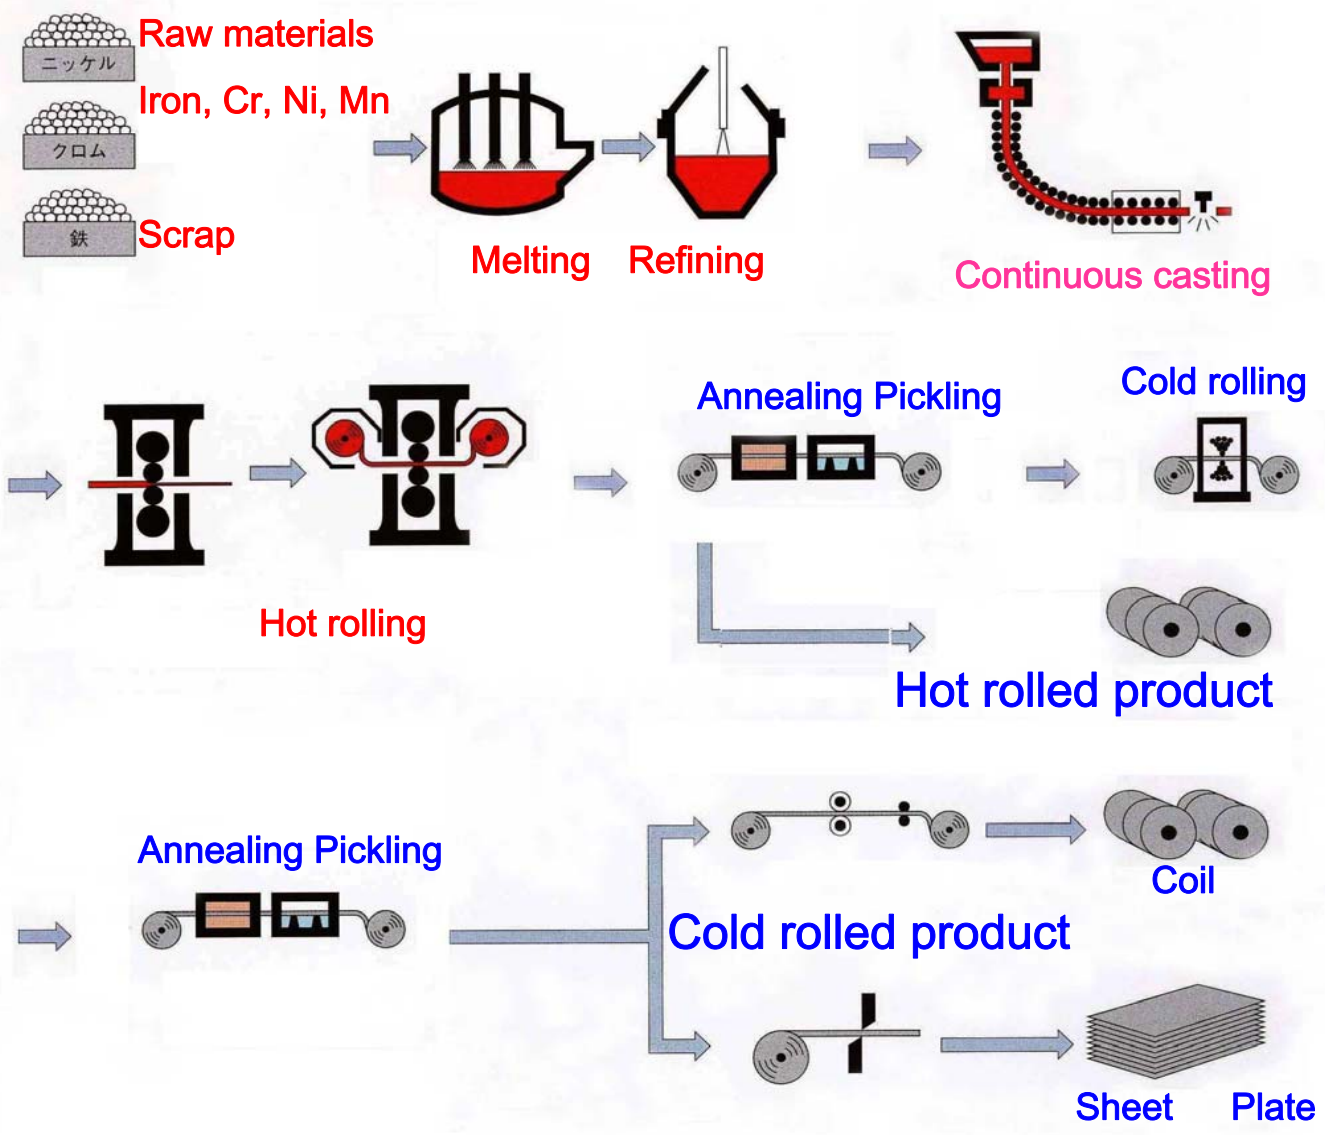 Raw materials
ニッケル
Iron, Cr, Ni, Mn
クロム
Scrap
鉄
Melting
Refining
Continuous casting
Hot rolling
Annealing Pickling
Cold rolling
Hot rolled product
Annealing Pickling
Cold rolled product
Coil
Sheet
Plate